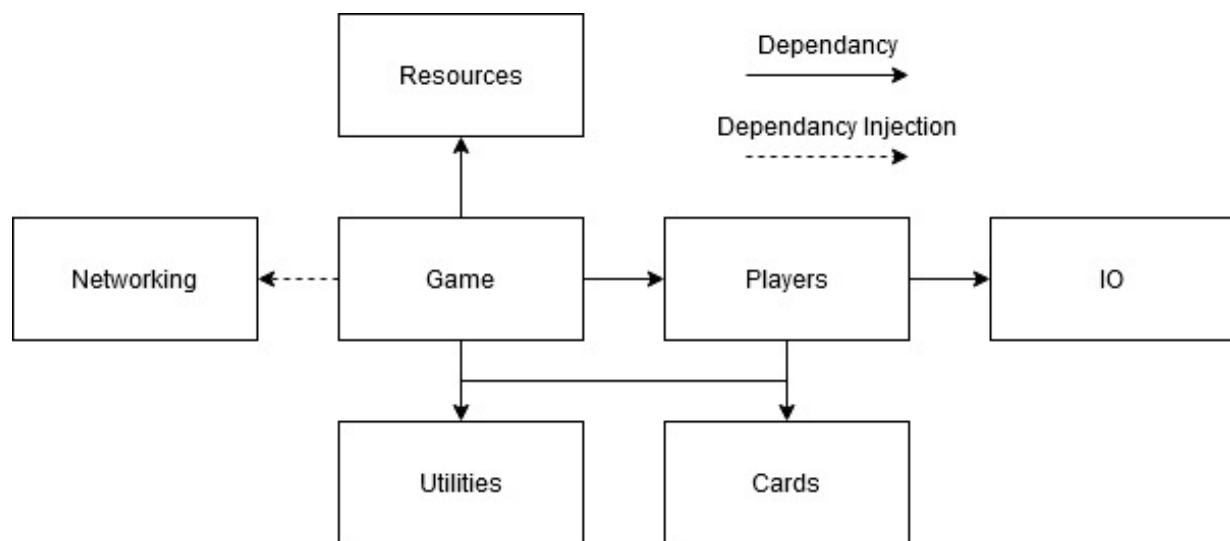 Resources
Dependancy
Dependancy Injection
Networking
Game
Players
IO
Utilities
Cards